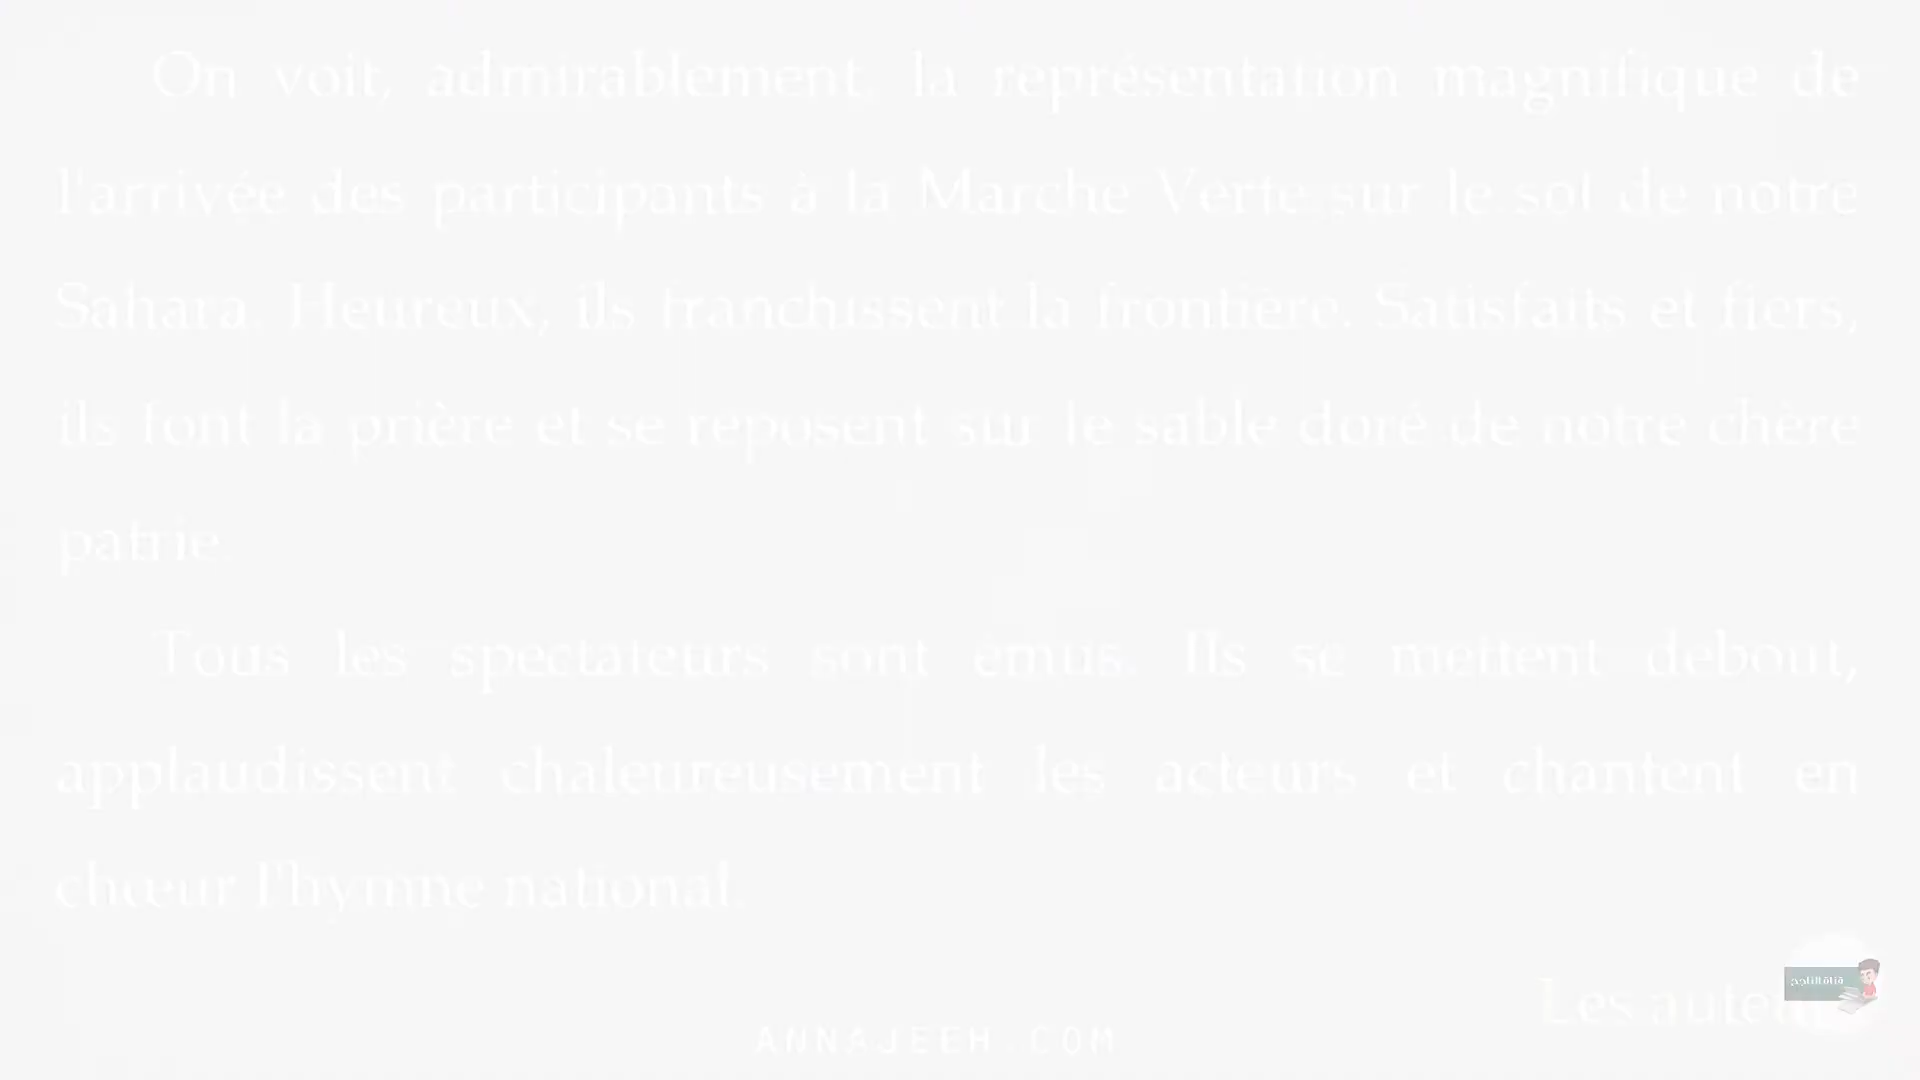 On voit, admirablement, la représentation magnifique de
l'arrivée des participants à la Marche Verte sur le sol de notre
Sahara. Heureux, ils franchissent la frontière. Satisfaits et fiers,
ils font la prière et se reposent sur le sable doré de notre chère
patrie.
Tous les spectateurs sont émus. Ils se mettent debout,
applaudissent chaleureusement les acteurs et chantent en
chœur l'hymne national.
Les
ANNAJEEH.COM